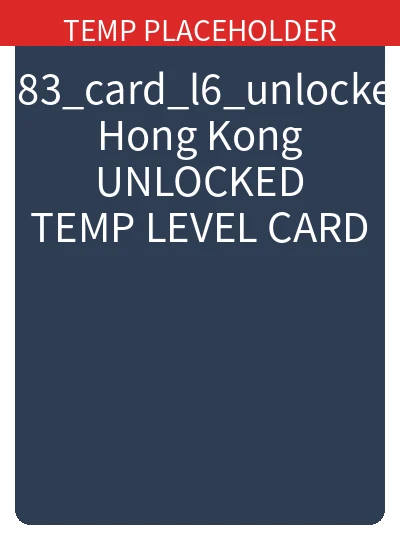 TEMP PLACEHOLDER
83_card_l6_unlocke
Hong Kong
UNLOCKED
TEMP LEVEL CARD